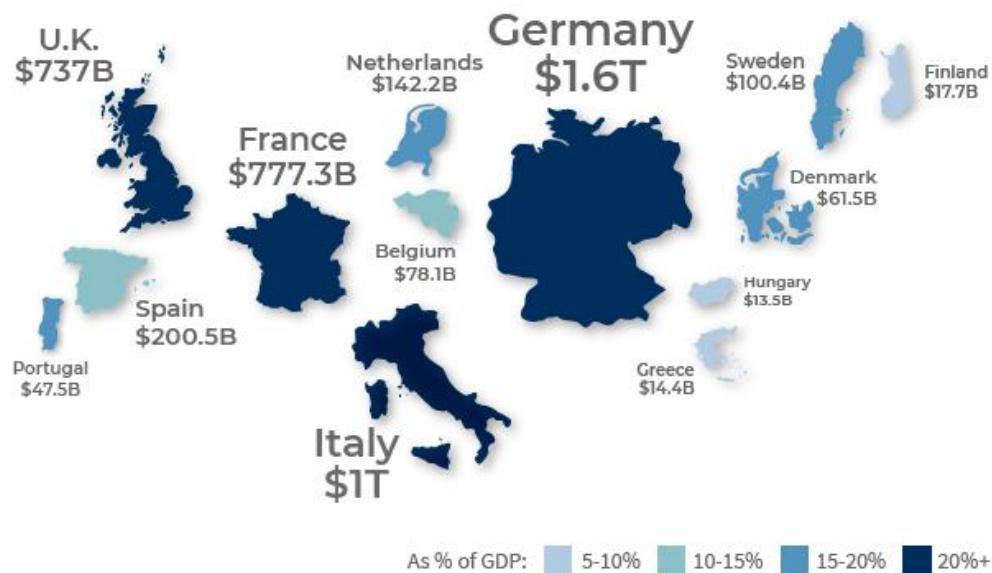 U.K.
$737B
Germany
$1.6T
Netherlands
$142.2B
Sweden
$100.4B
Finland
$17.7B
France
$777.3B
Denmark
$61.5B
Belgium
$78.1B
Hungary
$13.5B
Spain
$200.5B
Portugal
$47.5B
Greece
$14.4B
Italy
$1T
As % of GDP: 5-10% 10-15% 15-20% 20%+